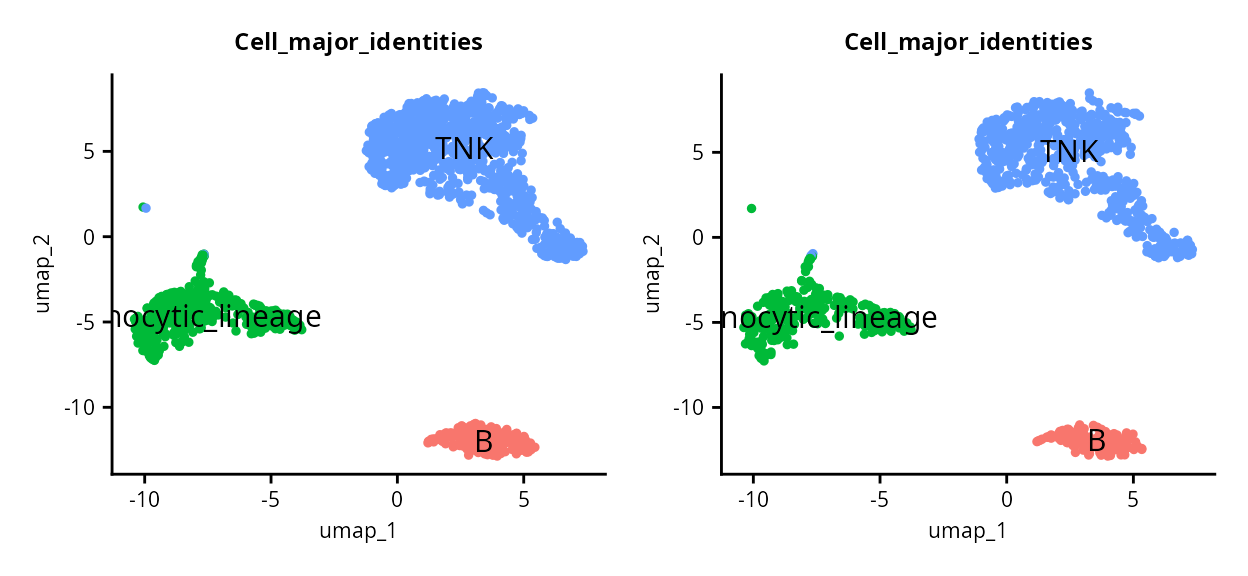 Cell_major_identities
umap_2
5
0
-5
-10
TNK
nocytic_lineage
B
-10
-5
0
5
umap_1
Cell_major_identities
umap_2
5
0
-5
-10
TNK
nocytic_lineage
B
-10
-5
0
5
umap_1